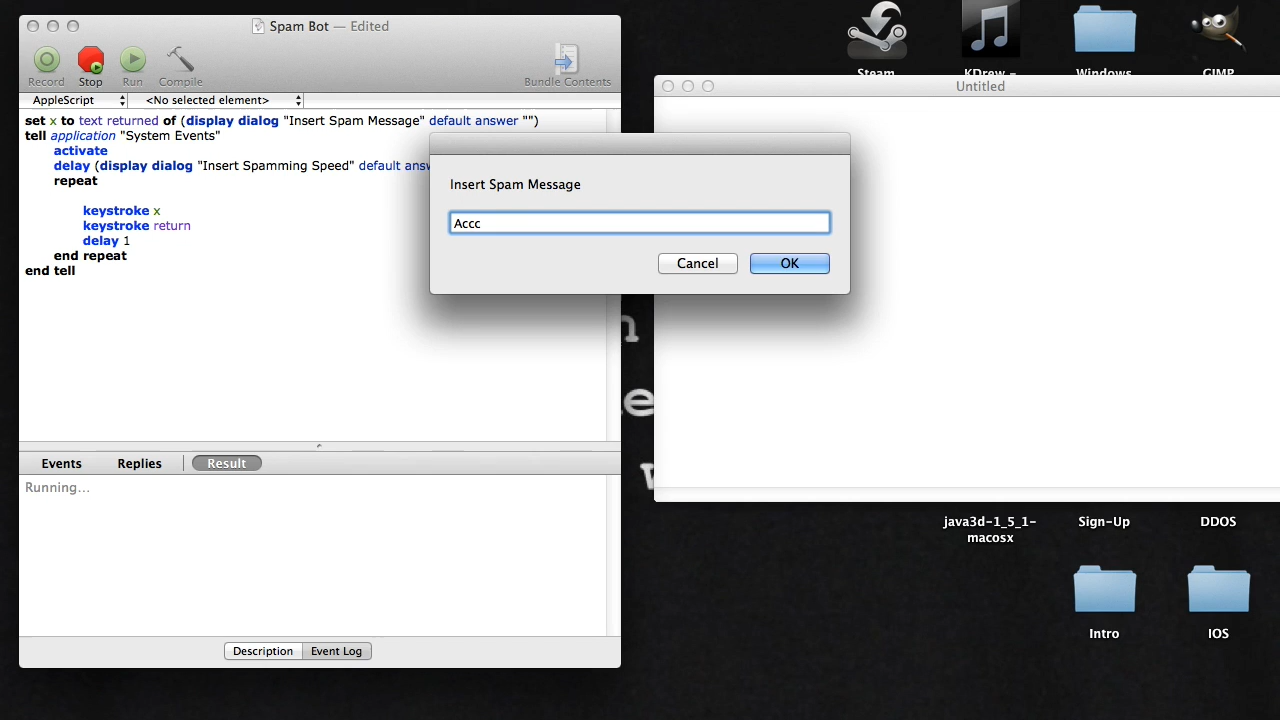 Spam Bot — Edited
Record Stop Run Compile Bundle Contents
AppleScript <No selected element>
set x to text returned of (display dialog "Insert Spam Message" default answer "")
tell application "System Events"
activate
delay (display dialog "Insert Spamming Speed" default
repeat
keystroke x
keystroke return
delay 1
end repeat
end tell
Events Replies Result
Running...
Description Event Log
Insert Spam Message
Accc
Cancel OK
Steam KDrew – Windows GIMP
Untitled
java3d-1_5_1-
macosx
Sign-Up
DDOS
Intro
IOS